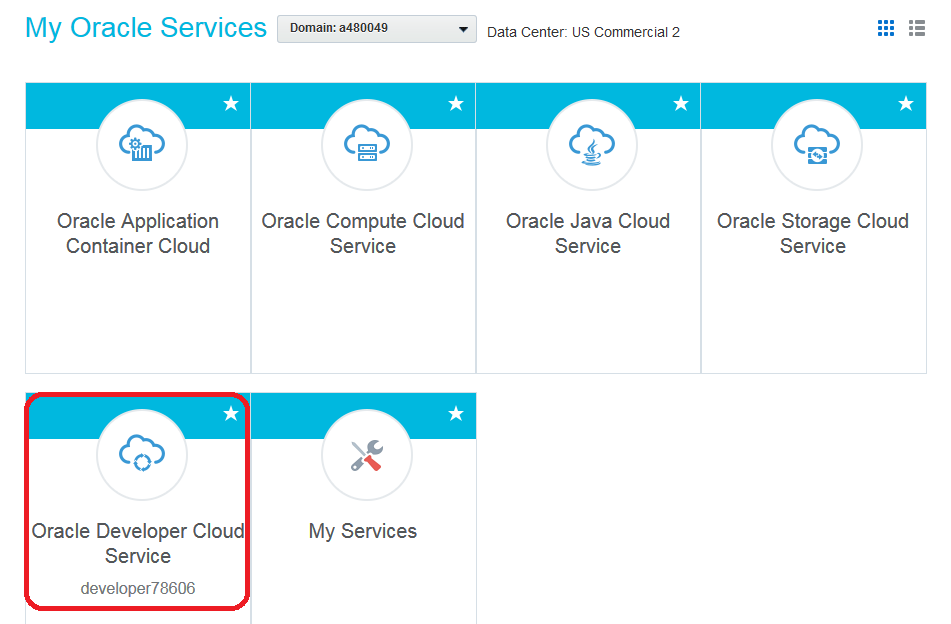 My Oracle Services
Domain: a480049
Data Center: US Commercial 2
Oracle Application
Container Cloud
Oracle Compute Cloud
Service
Oracle Java Cloud
Service
Oracle Storage Cloud
Service
Oracle Developer Cloud
Service
developer78606
My Services